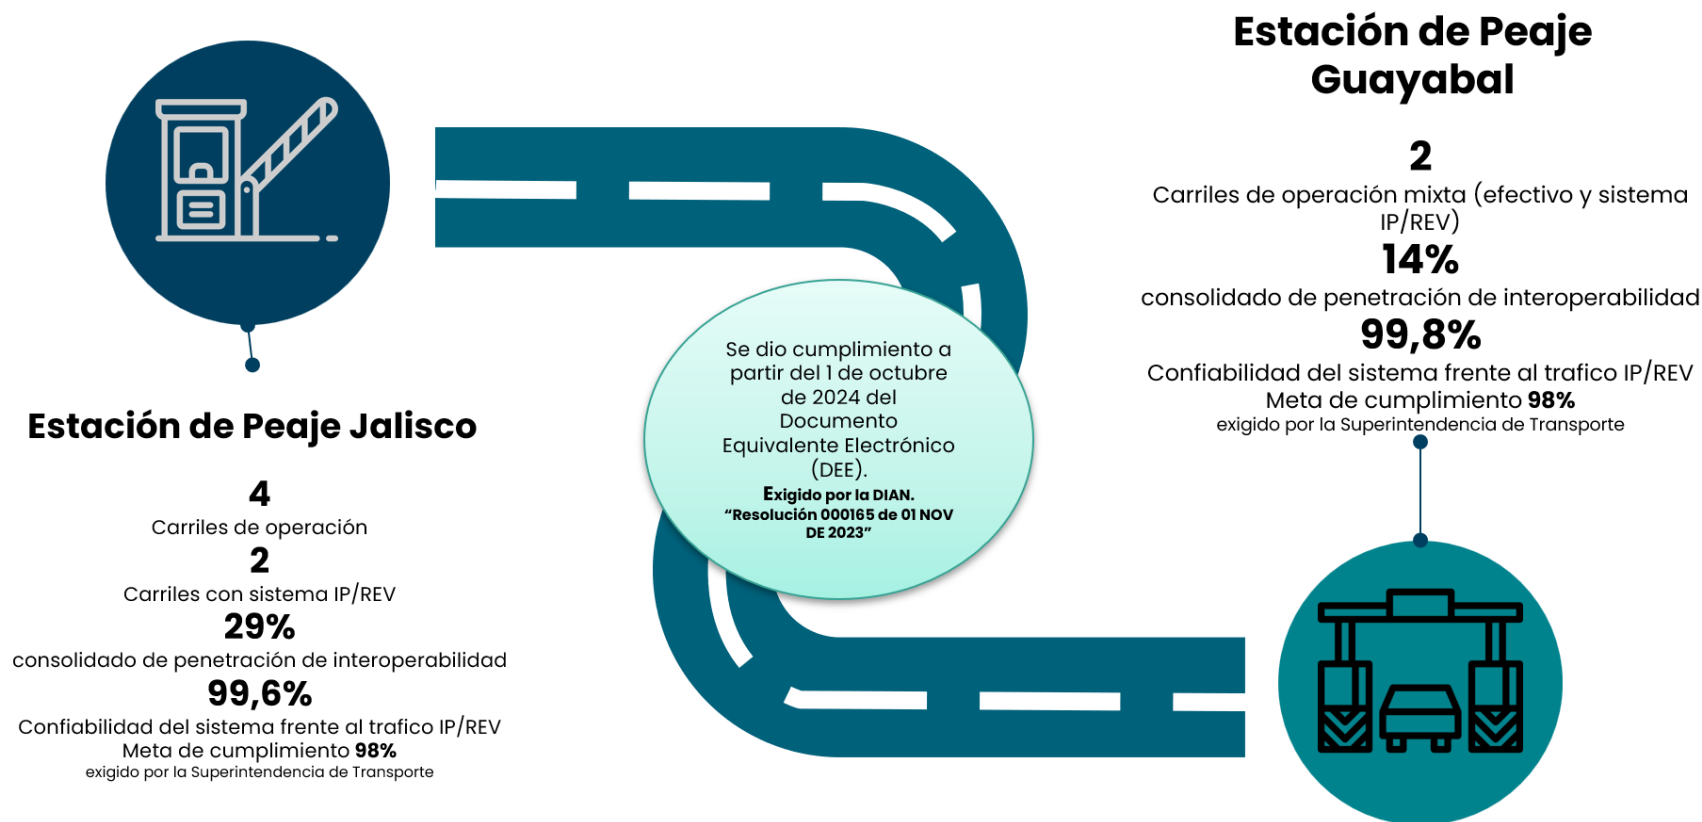 Estación de Peaje Jalisco
4
Carriles de operación
2
Carriles con sistema IP/REV
29%
consolidado de penetración de interoperabilidad
99,6%
Confiabilidad del sistema frente al trafico IP/REV
Meta de cumplimiento 98%
exigido por la Superintendencia de Transporte
Se dio cumplimiento a
partir del 1 de octubre
de 2024 del
Documento
Equivalente Electrónico
(DEE).
Exigido por la DIAN.
“Resolución 000165 de 01 NOV
DE 2023”
Estación de Peaje
Guayabal
2
Carriles de operación mixta (efectivo y sistema
IP/REV)
14%
consolidado de penetración de interoperabilidad
99,8%
Confiabilidad del sistema frente al trafico IP/REV
Meta de cumplimiento 98%
exigido por la Superintendencia de Transporte